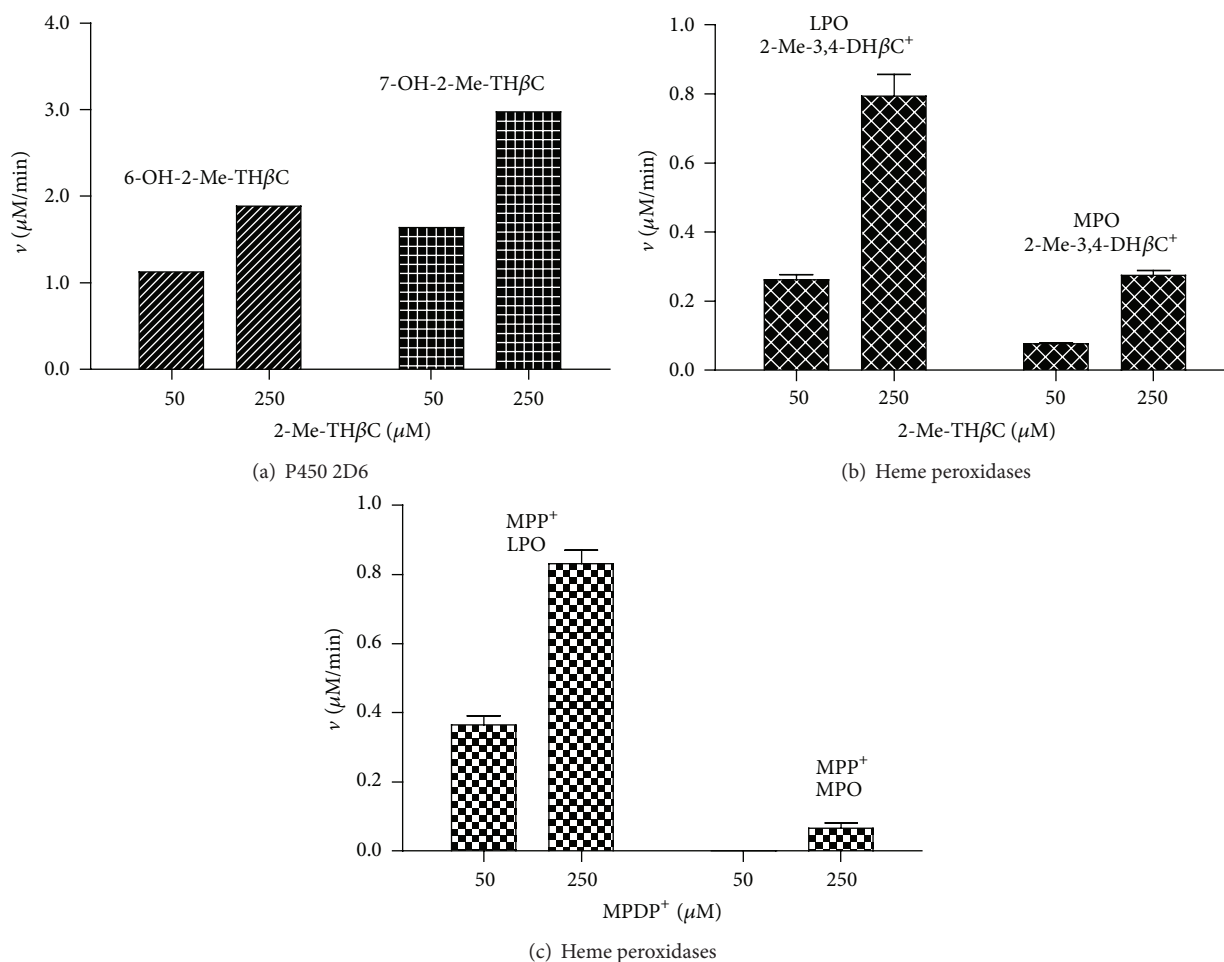 4.0
3.0
2.0
1.0
0.0
ν (μM/min)
6-OH-2-Me-THβC
7-OH-2-Me-THβC
50
250
50
250
2-Me-THβC (μM)
(a) P450 2D6
1.0
0.8
0.6
0.4
0.2
0.0
ν (μM/min)
LPO
2-Me-3,4-DHβC⁺
MPO
2-Me-3,4-DHβC⁺
50
250
50
250
2-Me-THβC (μM)
(b) Heme peroxidases
1.0
0.8
0.6
0.4
0.2
0.0
ν (μM/min)
MPP⁺
LPO
MPP⁺
MPO
50
250
50
250
MPDP⁺ (μM)
(c) Heme peroxidases